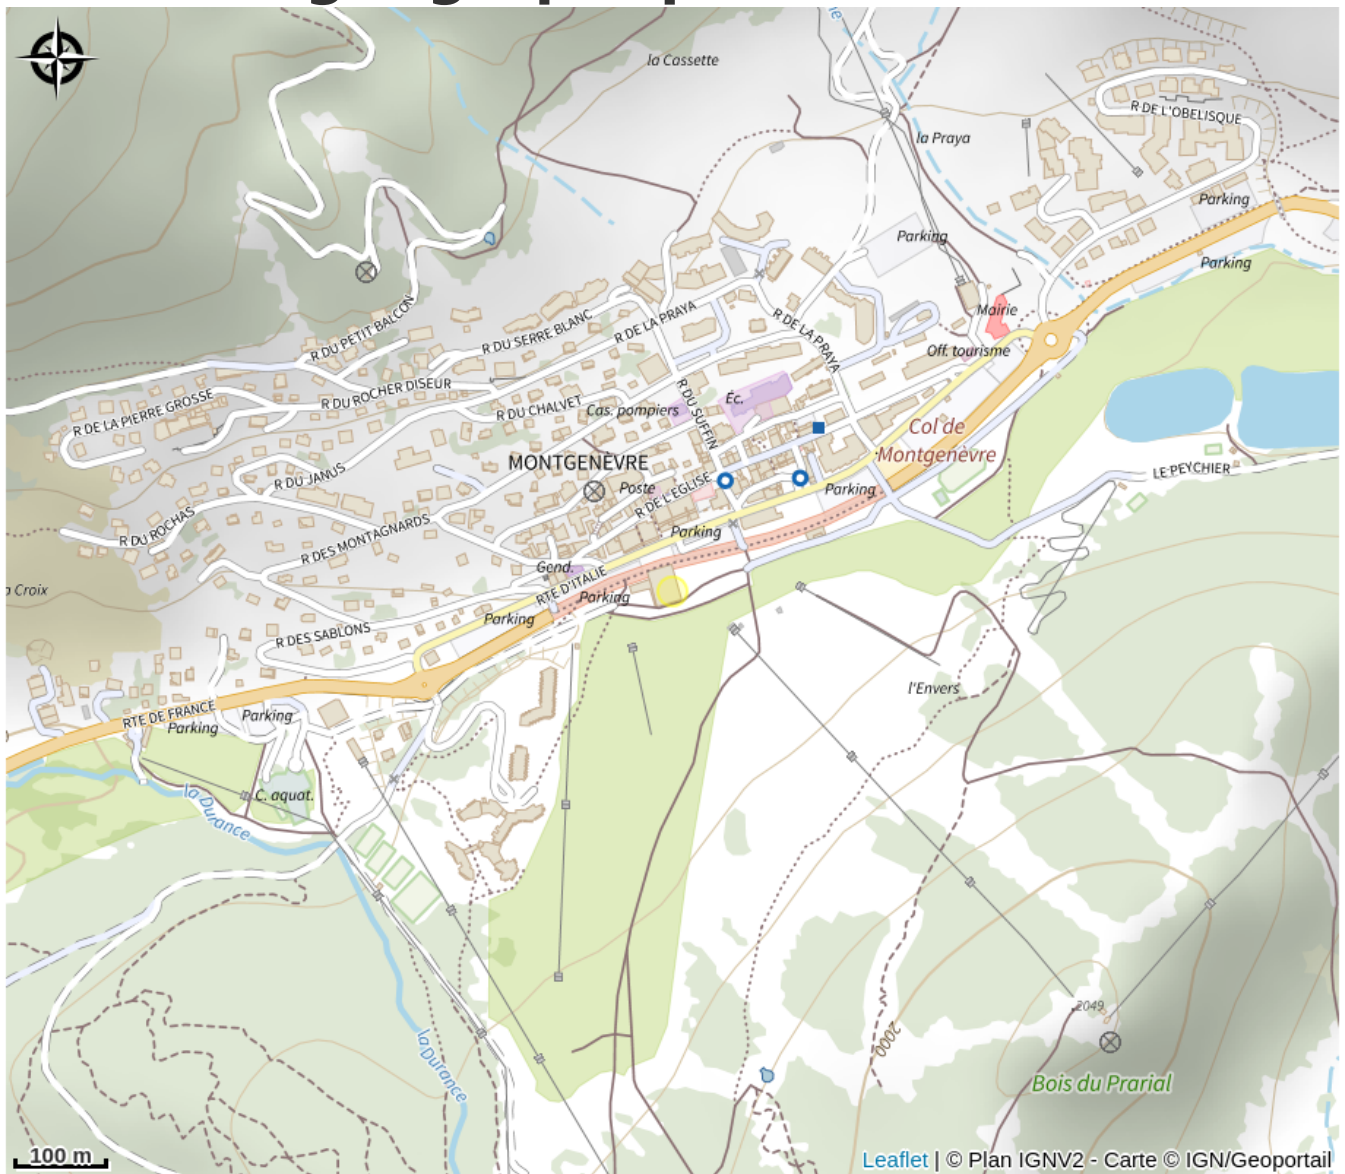 la Cassette
R DE L'OBELISQUE
la Praya
Parking
Parking
Parking
Mairie
R DU PETIT BALCON
R DU SERRE BLANC
R DE LA PRAYA
R DE LA PRAYA
Off. tourisme
R DE LA PIERRE GROSSE
R DU ROCHER DISEUR
R DU CHALVET
Cas. pompiers
R DU SUFFIN
Éc.
Col de
Montgenèvre
MONTGENÈVRE
R DU JANUS
Poste
R DE L'EGLISE
Parking
LE PEYCHIER
R DU ROCHAS
R DES MONTAGNARDS
Parking
Gend.
RTE D'ITALIE
Parking
Croix
Parking
R DES SABLONS
l'Envers
RTE DE FRANCE
Parking
Parking
C. aquat.
la Durance
2049
2000
la Durance
Bois du Prarial
100 m
Leaflet | © Plan IGNV2 - Carte © IGN/Geoportail